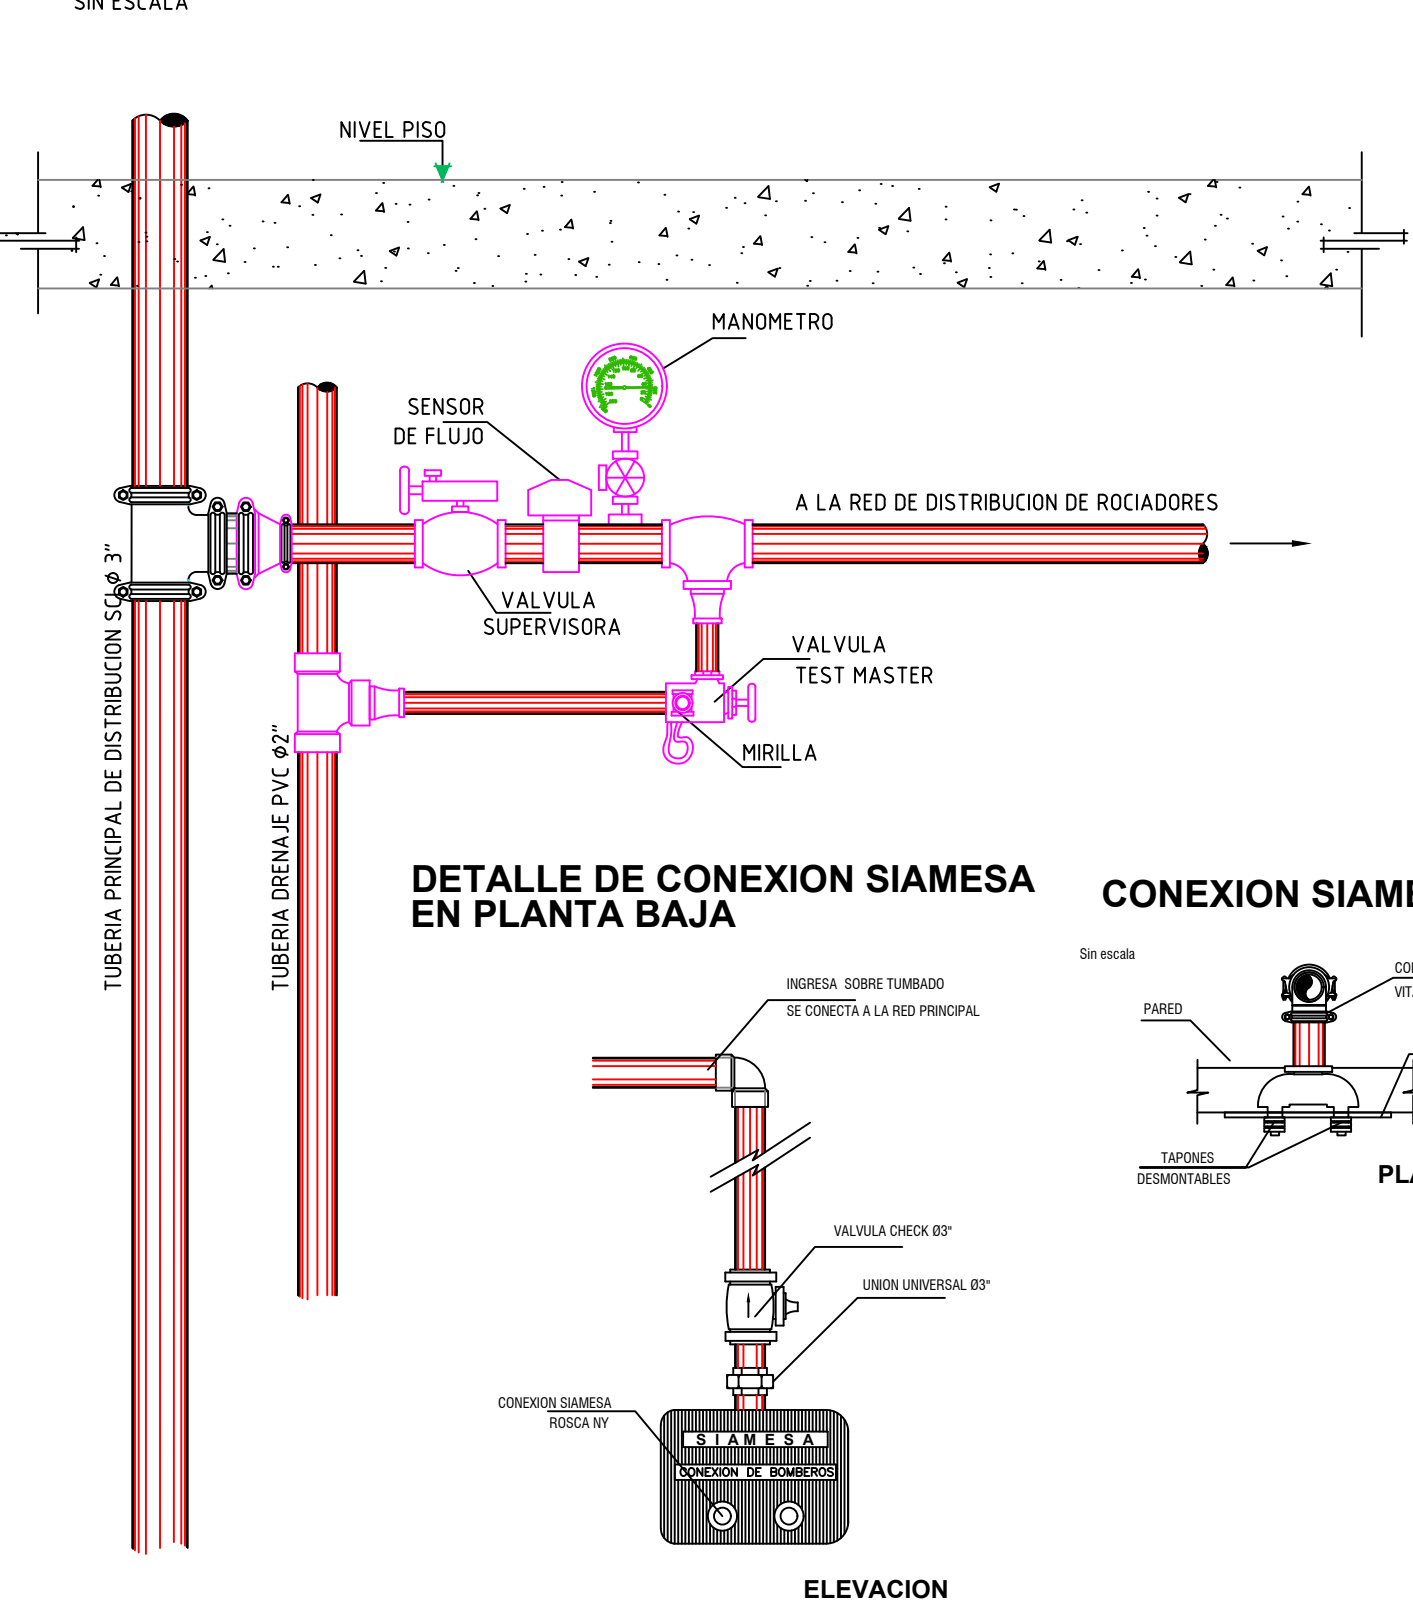 SIN ESCALA
NIVEL PISO
MANOMETRO
SENSOR
DE FLUJO
A LA RED DE DISTRIBUCION DE ROCIADORES
VALVULA
SUPERVISORA
VALVULA
TEST MASTER
MIRILLA
TUBERIA PRINCIPAL DE DISTRIBUCION SCI ϕ 3"
TUBERIA DRENAJE PVC ϕ2"
DETALLE DE CONEXION SIAMESA
EN PLANTA BAJA
INGRESA SOBRE TUMBADO
SE CONECTA A LA RED PRINCIPAL
VALVULA CHECK Ø3"
UNION UNIVERSAL Ø3"
CONEXION SIAMESA
ROSCA NY
SIAMESA
CONEXION DE BOMBEROS
ELEVACION
CONEXION
Sin escala
PARED
TAPONES
DESMONTABLES